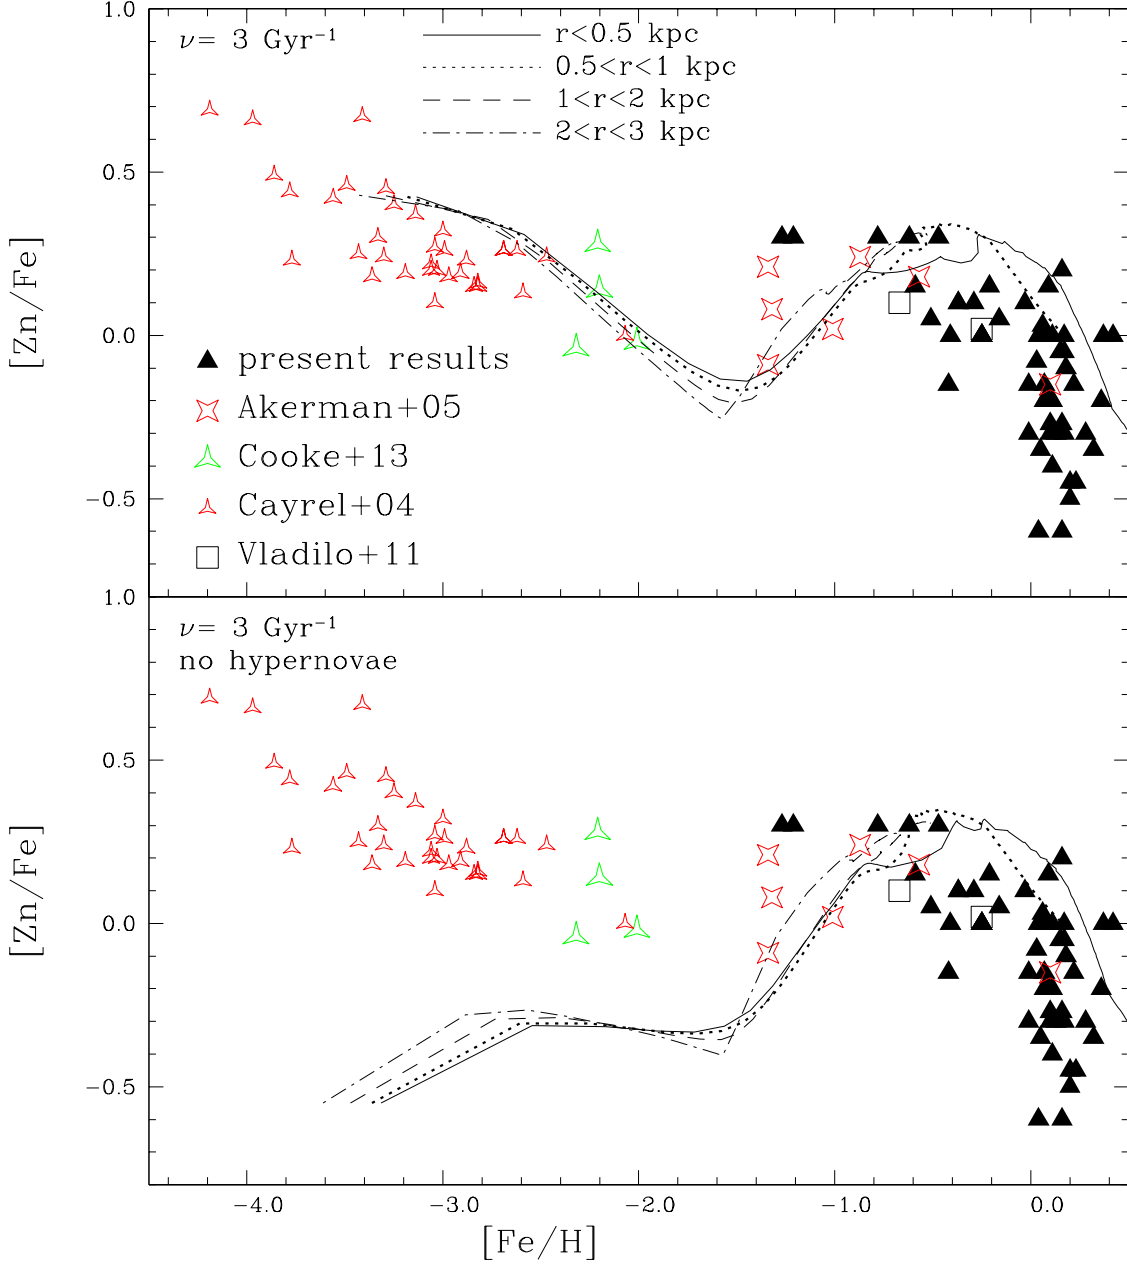 1.0
ν= 3 Gyr⁻¹
r<0.5 kpc
0.5<r<1 kpc
1<r<2 kpc
2<r<3 kpc
0.5
[Zn/Fe]
0.0
present results
Akerman+05
Cooke+13
−0.5
Cayrel+04
Vladilo+11
1.0
ν= 3 Gyr⁻¹
no hypernovae
0.5
[Zn/Fe]
0.0
−0.5
−4.0 −3.0 −2.0 −1.0 0.0
[Fe/H]